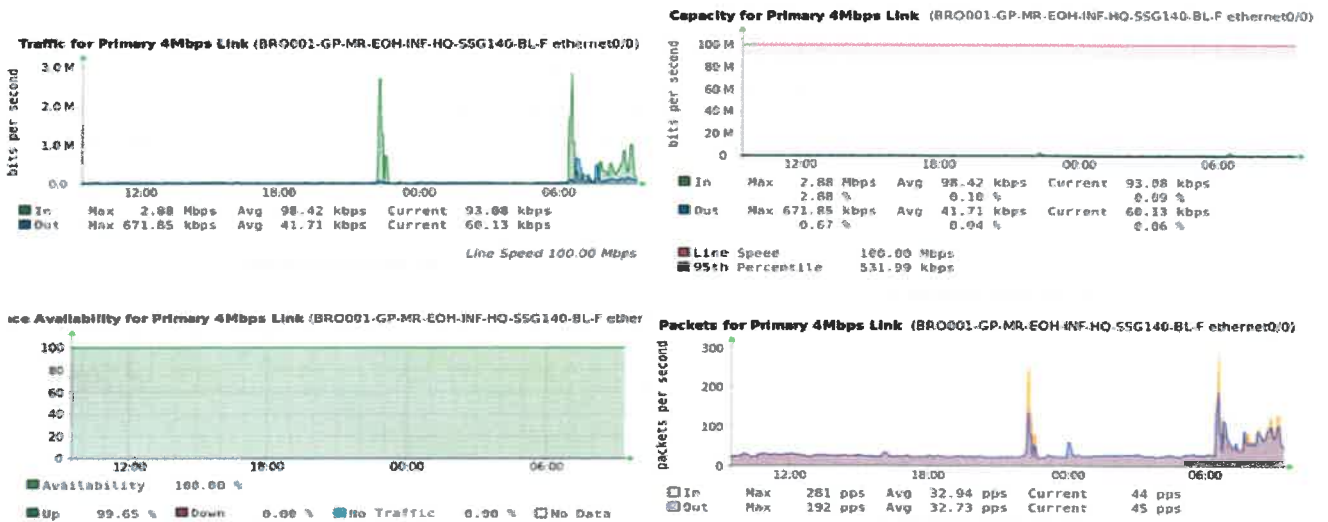 Traffic for Primary 4Mbps Link (BRO001-GP-MR-EOH-INF-HQ-SSG140-BL-F ethernet0/0)
bits per second
3.0 M
2.0 M
1.0 M
0.0
12:00 18:00 00:00 06:00
In Max 2.88 Mbps Avg 98.42 kbps Current 93.08 kbps
Out Max 671.85 kbps Avg 41.71 kbps Current 60.13 kbps
Line Speed 100.00 Mbps
Capacity for Primary 4Mbps Link (BRO001-GP-MR-EOH-INF-HQ-SSG140-BL-F ethernet0/0)
bits per second
100 M
80 M
60 M
40 M
20 M
0
12:00 18:00 00:00 06:00
In Max 2.88 Mbps Avg 98.42 kbps Current 93.08 kbps
2.88 % 0.10 % 0.09 %
Out Max 671.85 kbps Avg 41.71 kbps Current 60.13 kbps
0.67 % 0.04 % 0.06 %
Line Speed 100.00 Mbps
95th Percentile 531.99 kbps
ce Availability for Primary 4Mbps Link (BRO001-GP-MR-EOH-INF-HQ-SSG140-BL-F ether
100
80
60
40
20
0
12:00 18:00 00:00 06:00
Availability 100.00 %
Up 99.65 % Down 0.00 % No Traffic 0.00 % No Data
Packets for Primary 4Mbps Link (BRO001-GP-MR-EOH-INF-HQ-SSG140-BL-F ethernet0/0)
packets per second
300
200
100
0
12:00 18:00 00:00 06:00
In Max 281 pps Avg 32.94 pps Current 44 pps
Out Max 192 pps Avg 32.73 pps Current 45 pps